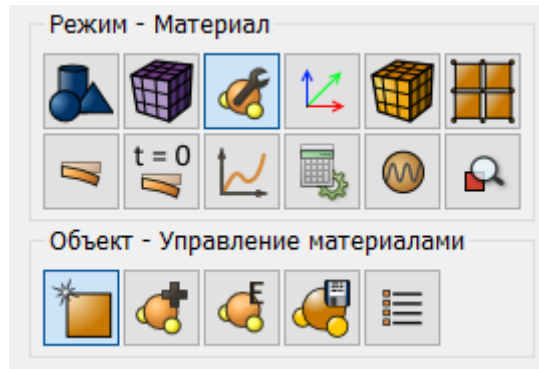 Режим - Материал
t = 0
Объект - Управление материалами
E